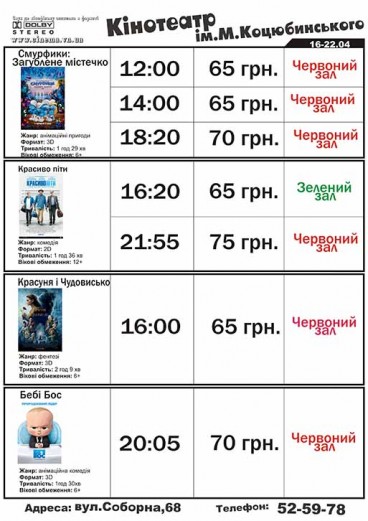 DOLBY
STEREO
www.cinema.vn.ua
Кінотеатр
ім.М.Коцюбинського
16-22.04
Смурфики:
Загублене містечко
Жанр: анімаційні пригоди
Формат: 3D
Тривалість: 1 год 29 хв
Вікові обмеження: 6+
12:00 65 грн. Червоний зал
14:00 65 грн. Червоний зал
18:20 70 грн. Червоний зал
Красиво піти
Жанр: комедія
Формат: 2D
Тривалість: 1 год 36 хв
Вікові обмеження: 12+
16:20 65 грн. Зелений зал
21:55 75 грн. Червоний зал
Красуня і Чудовисько
Жанр: фентезі
Формат: 3D
Тривалість: 2 год 9 хв
Вікові обмеження: 6+
16:00 65 грн. Червоний зал
Бебі Бос
Жанр: анімаційна комедія
Формат: 3D
Тривалість: 1год 30хв
Вікові обмеження: 6+
20:05 70 грн. Червоний зал
Адреса: вул.Соборна,68
Телефон: 52-59-78